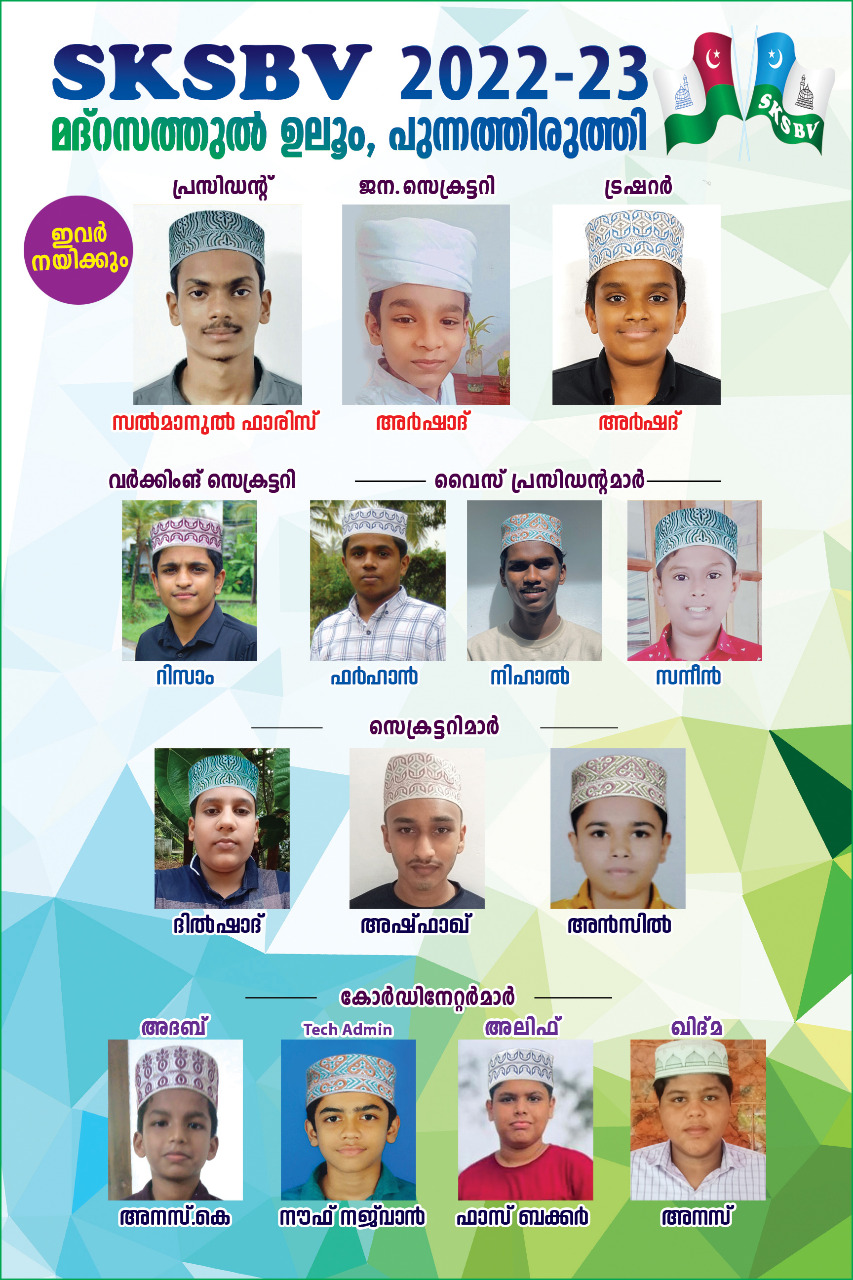 SKSBV 2022-23
മദ്റസത്തുൽ ഉലൂം, പുന്നത്തിരുത്തി
SKSBV
ഇവർ
നയിക്കും
പ്രസിഡന്റ് ജന. സെക്രട്ടറി ട്രഷറർ
സൽമാനുൽ ഫാരിസ് അർഷാദ് അർഷദ്
വർക്കിംങ് സെക്രട്ടറി വൈസ് പ്രസിഡന്റമാർ
റിസാം ഫർഹാൻ നിഹാൽ സനീൻ
സെക്രട്ടറിമാർ
ദിൽഷാദ് അഷ്ഫാഖ് അൻസിൽ
കോർഡിനേറ്റർമാർ
അദബ് Tech Admin അലിഫ് ഖിദ്മ
അനസ്.കെ നൗഫ് നജ്‌വാൻ ഫാസ് ബക്കർ അനസ്